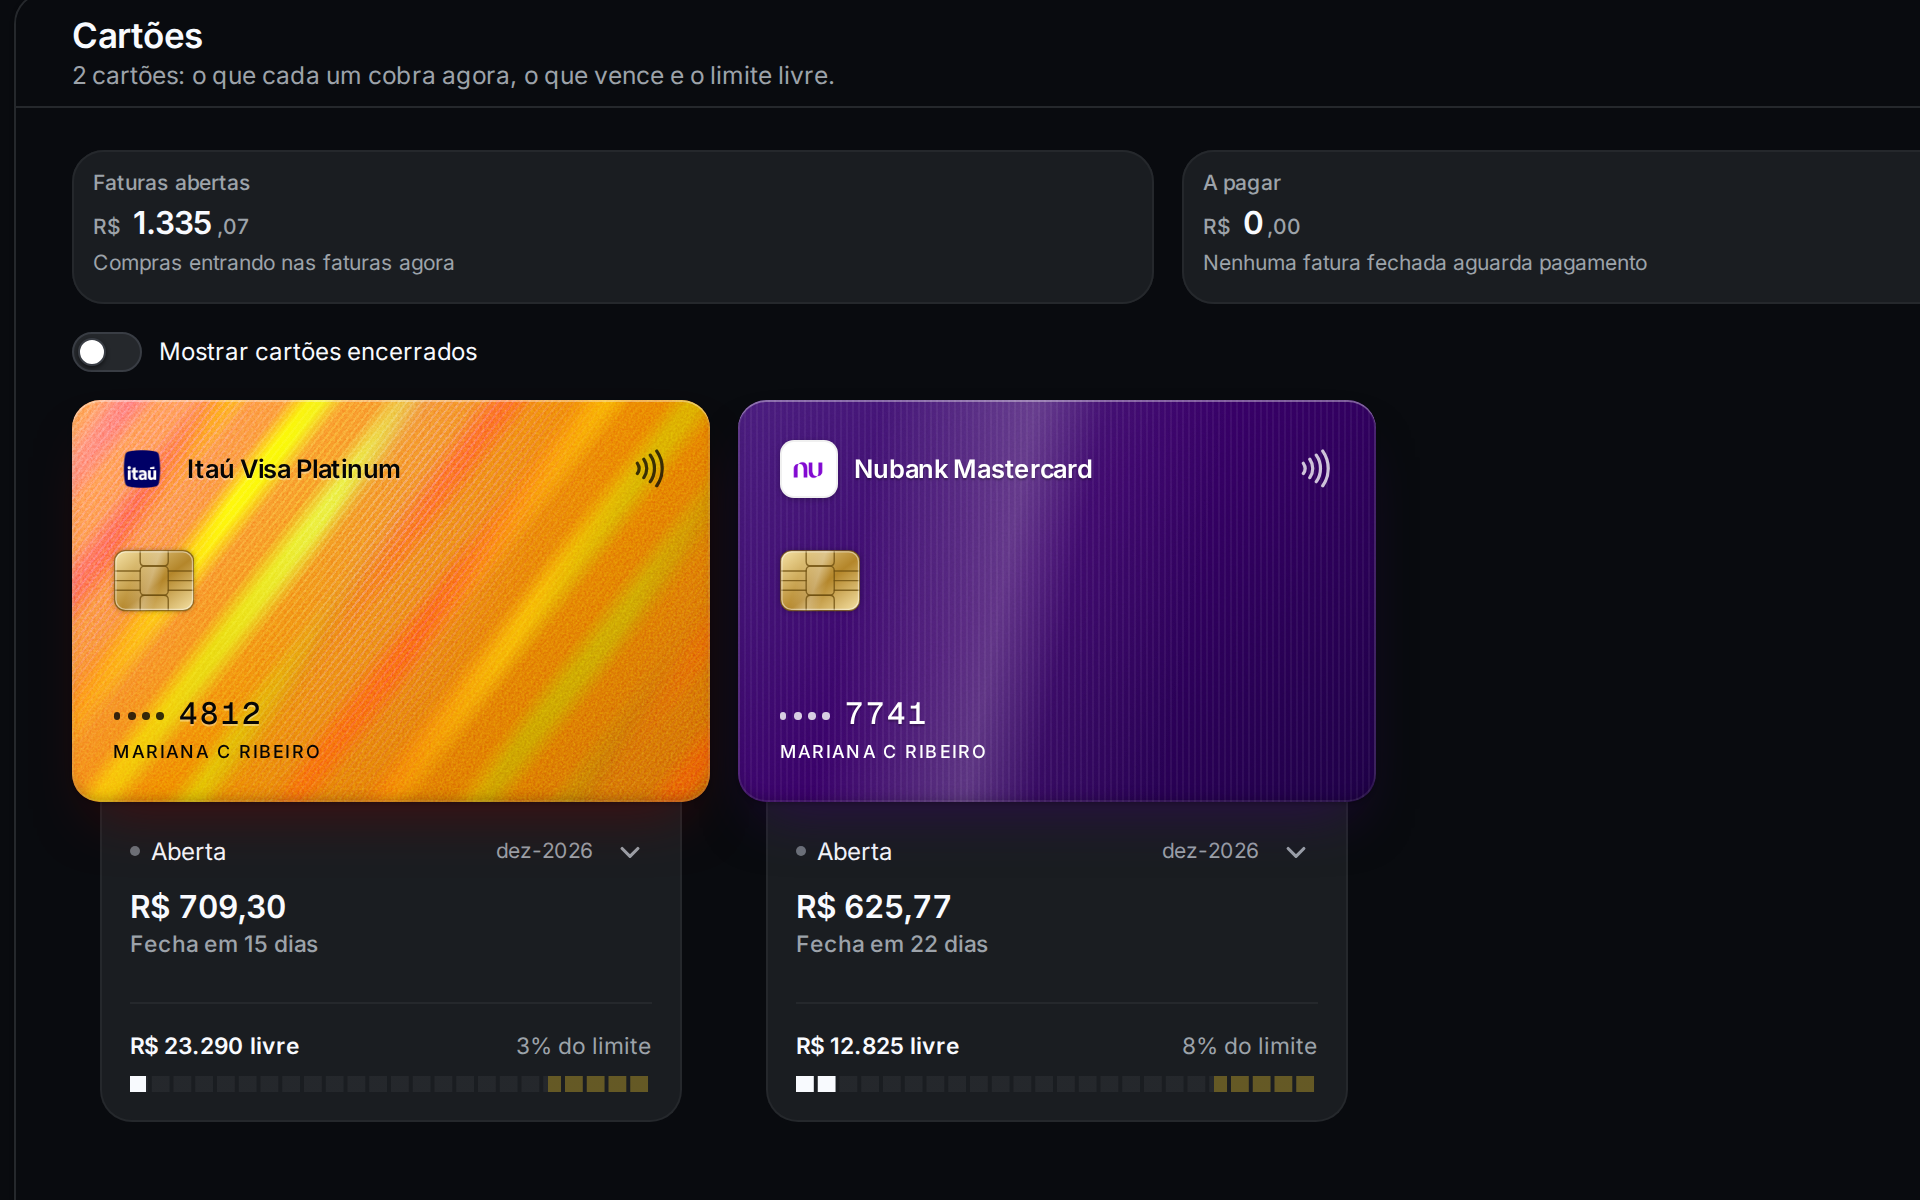 Cartões
2 cartões: o que cada um cobra agora, o que vence e o limite livre.
Faturas abertas
R$ 1.335,07
Compras entrando nas faturas agora
A pagar
R$ 0,00
Nenhuma fatura fechada aguarda pagamento
Mostrar cartões encerrados
itaú Itaú Visa Platinum
•••• 4812
MARIANA C RIBEIRO
Aberta dez-2026
R$ 709,30
Fecha em 15 dias
R$ 23.290 livre 3% do limite
nu Nubank Mastercard
•••• 7741
MARIANA C RIBEIRO
Aberta dez-2026
R$ 625,77
Fecha em 22 dias
R$ 12.825 livre 8% do limite